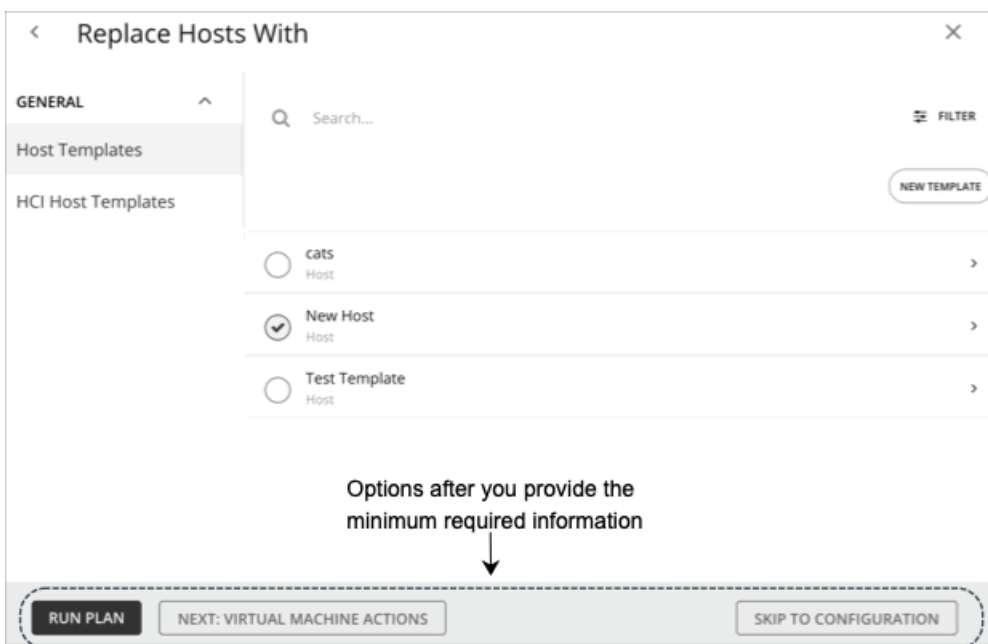 Replace Hosts With
GENERAL
Host Templates
HCI Host Templates
Search...
FILTER
NEW TEMPLATE
cats
Host
New Host
Host
Test Template
Host
Options after you provide the
minimum required information
RUN PLAN
NEXT: VIRTUAL MACHINE ACTIONS
SKIP TO CONFIGURATION